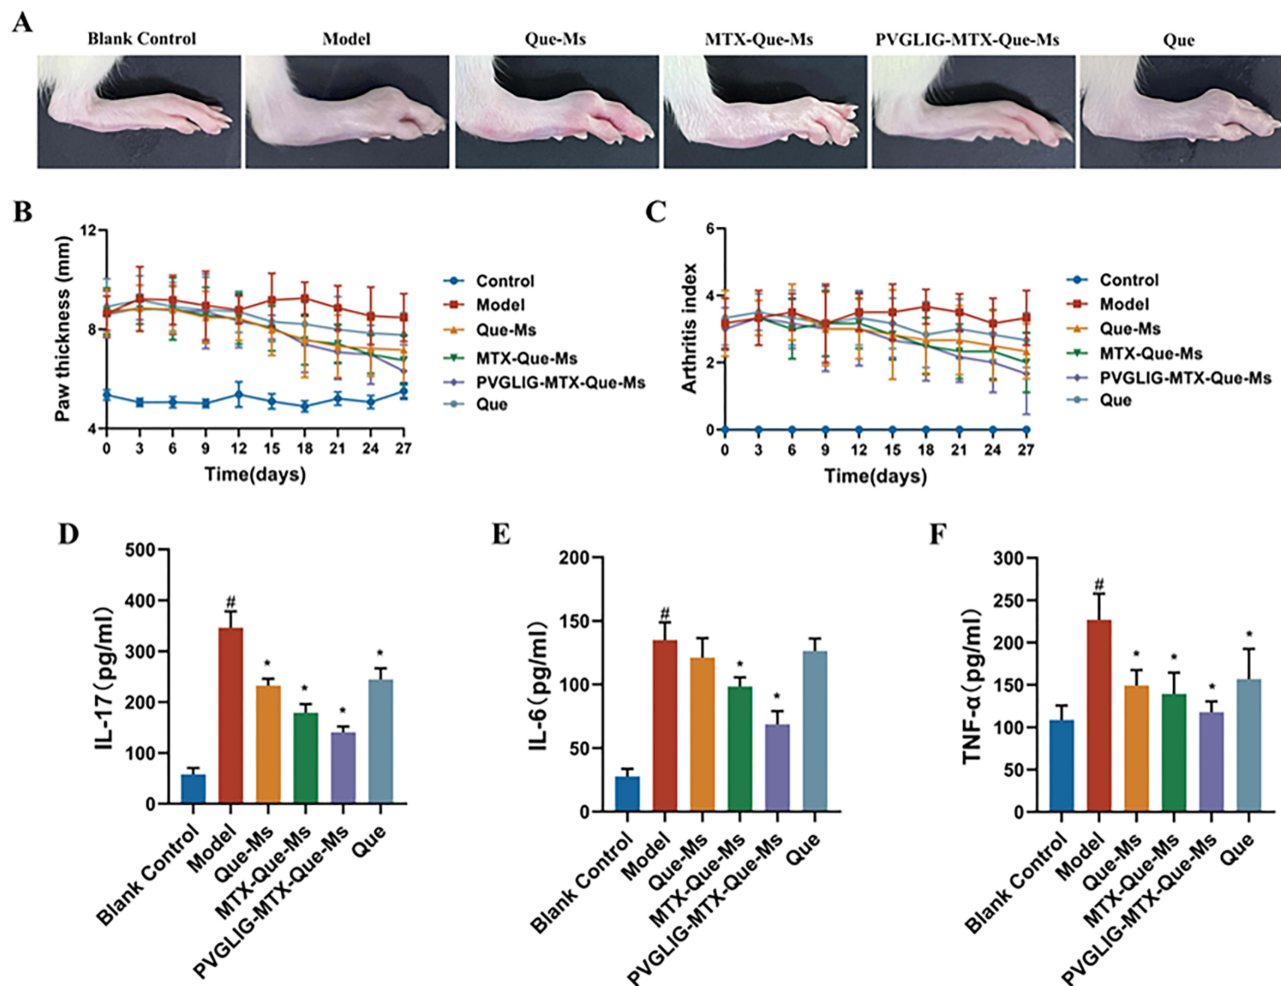 A
Blank Control Model Que-Ms MTX-Que-Ms PVGLIG-MTX-Que-Ms Que
B
12
8
4
Paw thickness (mm)
0 3 6 9 12 15 18 21 24 27
Time(days)
Control
Model
Que-Ms
MTX-Que-Ms
PVGLIG-MTX-Que-Ms
Que
C
6
4
2
0
Arthritis index
0 3 6 9 12 15 18 21 24 27
Time(days)
Control
Model
Que-Ms
MTX-Que-Ms
PVGLIG-MTX-Que-Ms
Que
D
500
400
300
200
100
0
IL-17(pg/ml)
#
*
*
*
*
Blank Control
Model
Que-Ms
MTX-Que-Ms
PVGLIG-MTX-Que-Ms
Que
E
200
150
100
50
0
IL-6(pg/ml)
#
*
*
Blank Control
Model
Que-Ms
MTX-Que-Ms
PVGLIG-MTX-Que-Ms
Que
F
300
250
200
150
100
50
0
TNF-α(pg/ml)
#
*
*
*
*
Blank Control
Model
Que-Ms
MTX-Que-Ms
PVGLIG-MTX-Que-Ms
Que